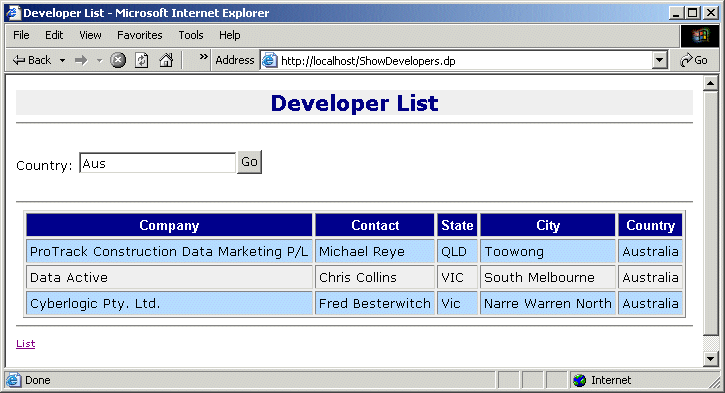 Developer List - Microsoft Internet Explorer
File Edit View Favorites Tools Help
Back » Address http://localhost/ShowDevelopers.dp Go
Developer List
Country: Aus Go
Company Contact State City Country
ProTrack Construction Data Marketing P/L Michael Reye QLD Toowong Australia
Data Active Chris Collins VIC South Melbourne Australia
Cyberlogic Pty. Ltd. Fred Besterwitch Vic Narre Warren North Australia
List
Done Internet